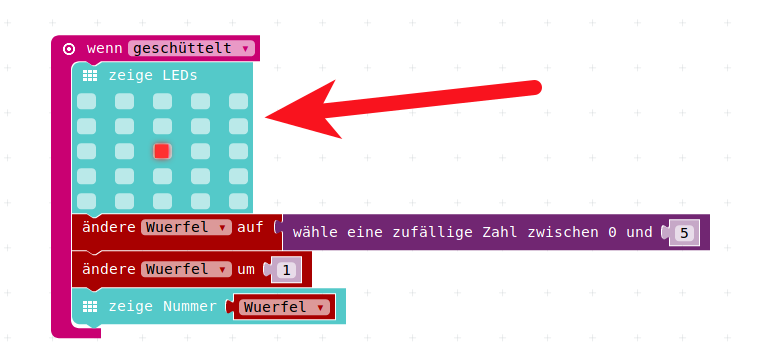 wenn geschüttelt
zeige LEDs
ändere Wuerfel auf wähle eine zufällige Zahl zwischen 0 und 5
ändere Wuerfel um 1
zeige Nummer Wuerfel